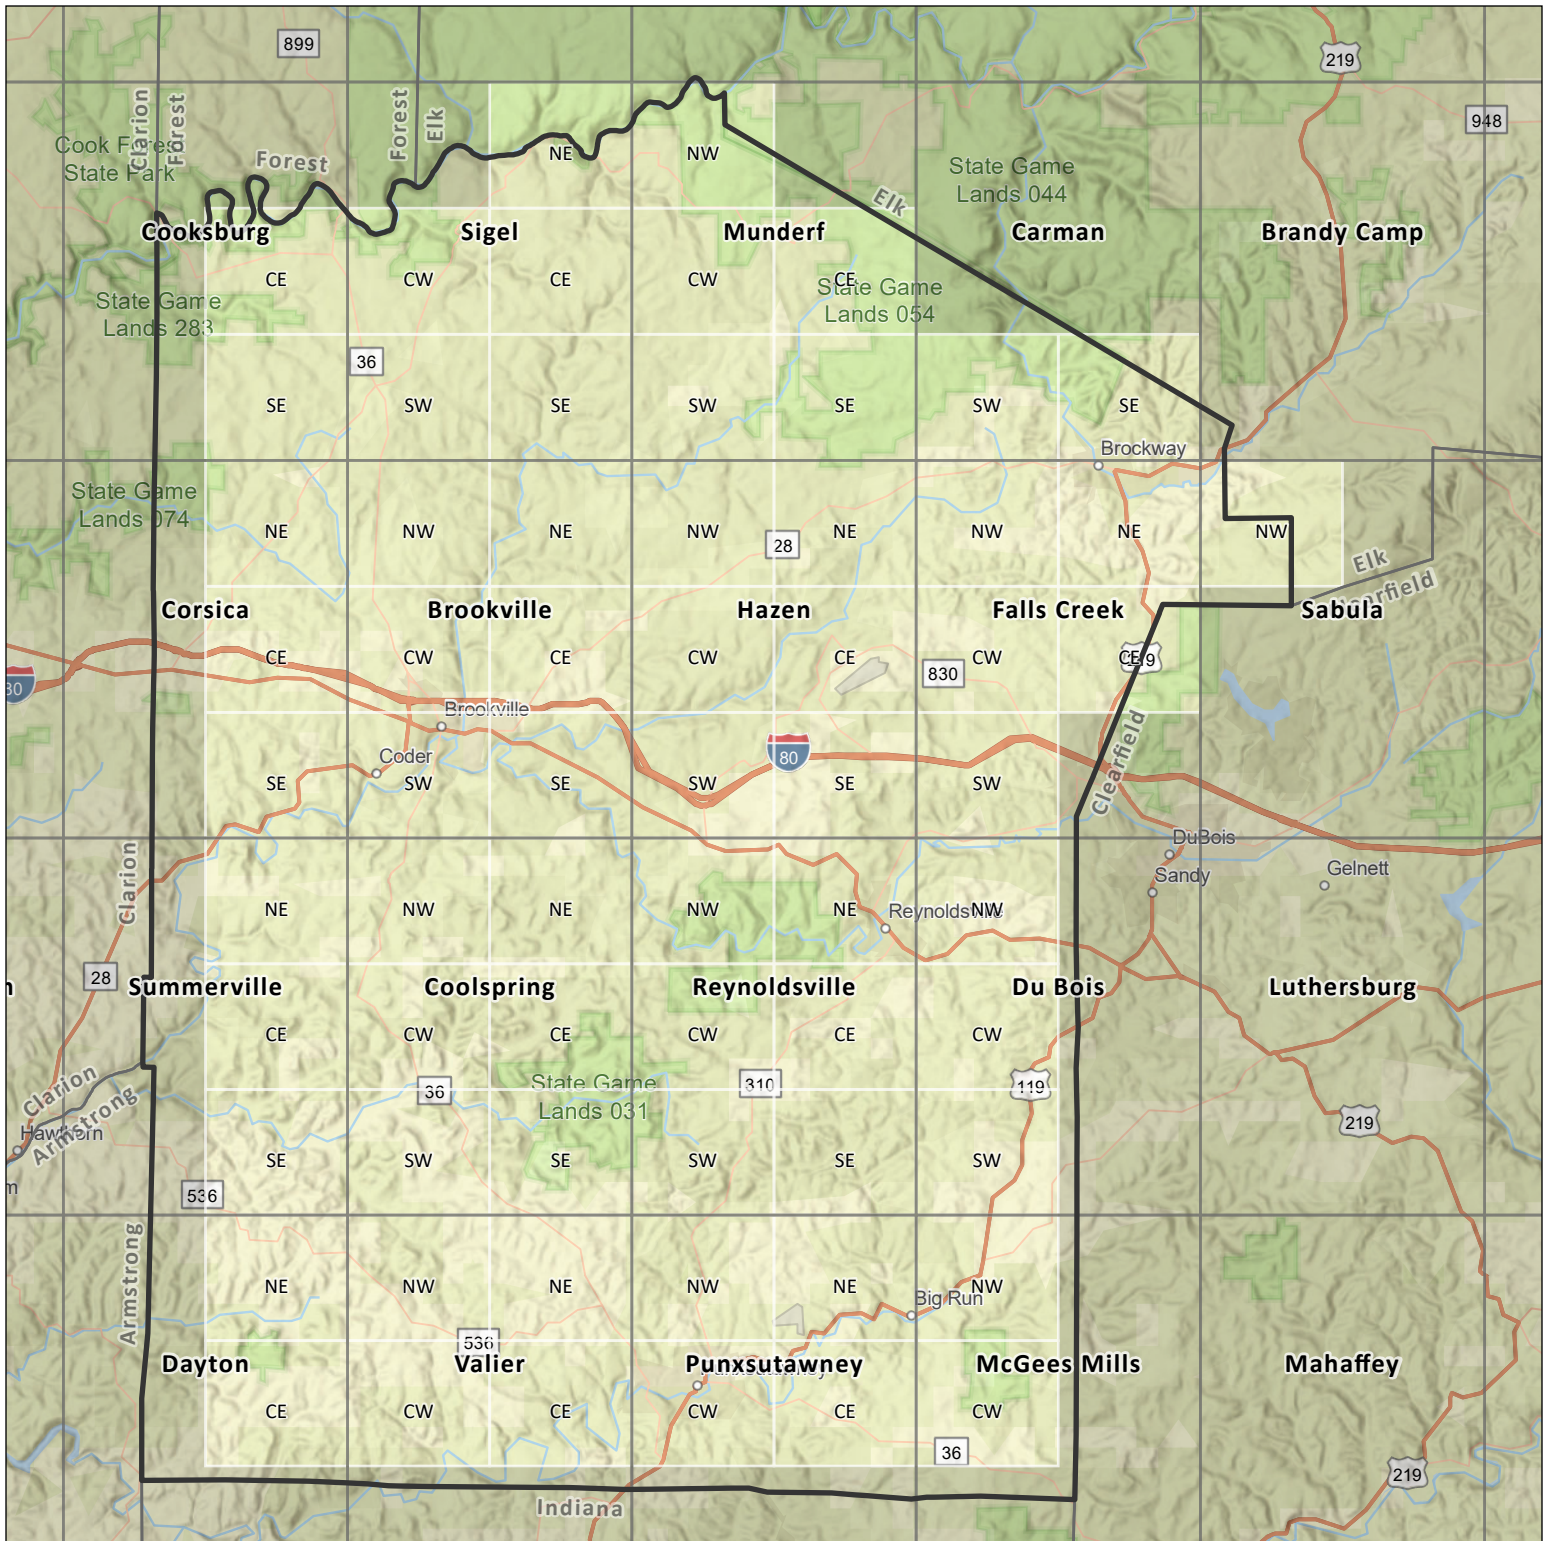 899
219
948
Clarion
Forest
Forest
Elk
Cook Forest
State Park
Forest
NE
NW
State Game
Lands 044
Elk
Cooksburg
Sigel
Munderf
Carman
Brandy Camp
CE
CW
CE
CW
CE
State Game
Lands 283
State Game
Lands 054
36
SE
SW
SE
SW
SE
SW
SE
Brockway
State Game
Lands 074
NE
NW
NE
NW
28
NE
NW
NE
NW
Elk
Clearfield
Corsica
Brookville
Hazen
Falls Creek
Sabula
CE
CW
CE
CW
CE
830
CW
CE
219
80
Brookville
Coder
80
Clearfield
SE
SW
SE
SW
SE
SW
DuBois
Sandy
Gelnett
Clarion
NE
NW
NE
NW
NE
Reynoldsville
NW
28
Summerville
Coolspring
Reynoldsville
Du Bois
Luthersburg
CE
CW
CE
CW
CE
CW
Clarion
Armstrong
36
State Game
Lands 031
310
119
219
Hawthorn
SE
SW
SE
SW
SE
SW
536
Armstrong
NE
NW
NE
NW
NE
NW
Big Run
536
Dayton
Valier
Punxsutawney
Punxsutawney
McGees Mills
Mahaffey
CE
CW
CE
CW
CE
CW
36
219
Indiana